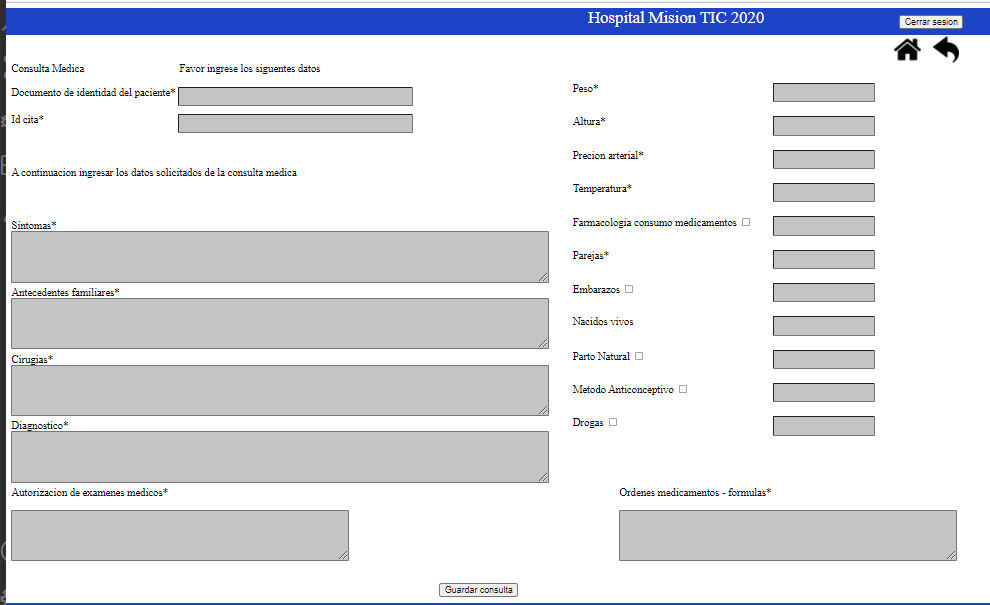 Hospital Mision TIC 2020
Cerrar sesion
Consulta Medica
Favor ingrese los siguentes datos
Documento de identidad del paciente*
Id cita*
A continuacion ingresar los datos solicitados de la consulta medica
Sintomas*
Antecedentes familiares*
Cirugias*
Diagnostico*
Peso*
Altura*
Precion arterial*
Temperatura*
Farmacologia consumo medicamentos
Parejas*
Embarazos
Nacidos vivos
Parto Natural
Metodo Anticonceptivo
Drogas
Autorizacion de examenes medicos*
Ordenes medicamentos - formulas*
Guardar consulta